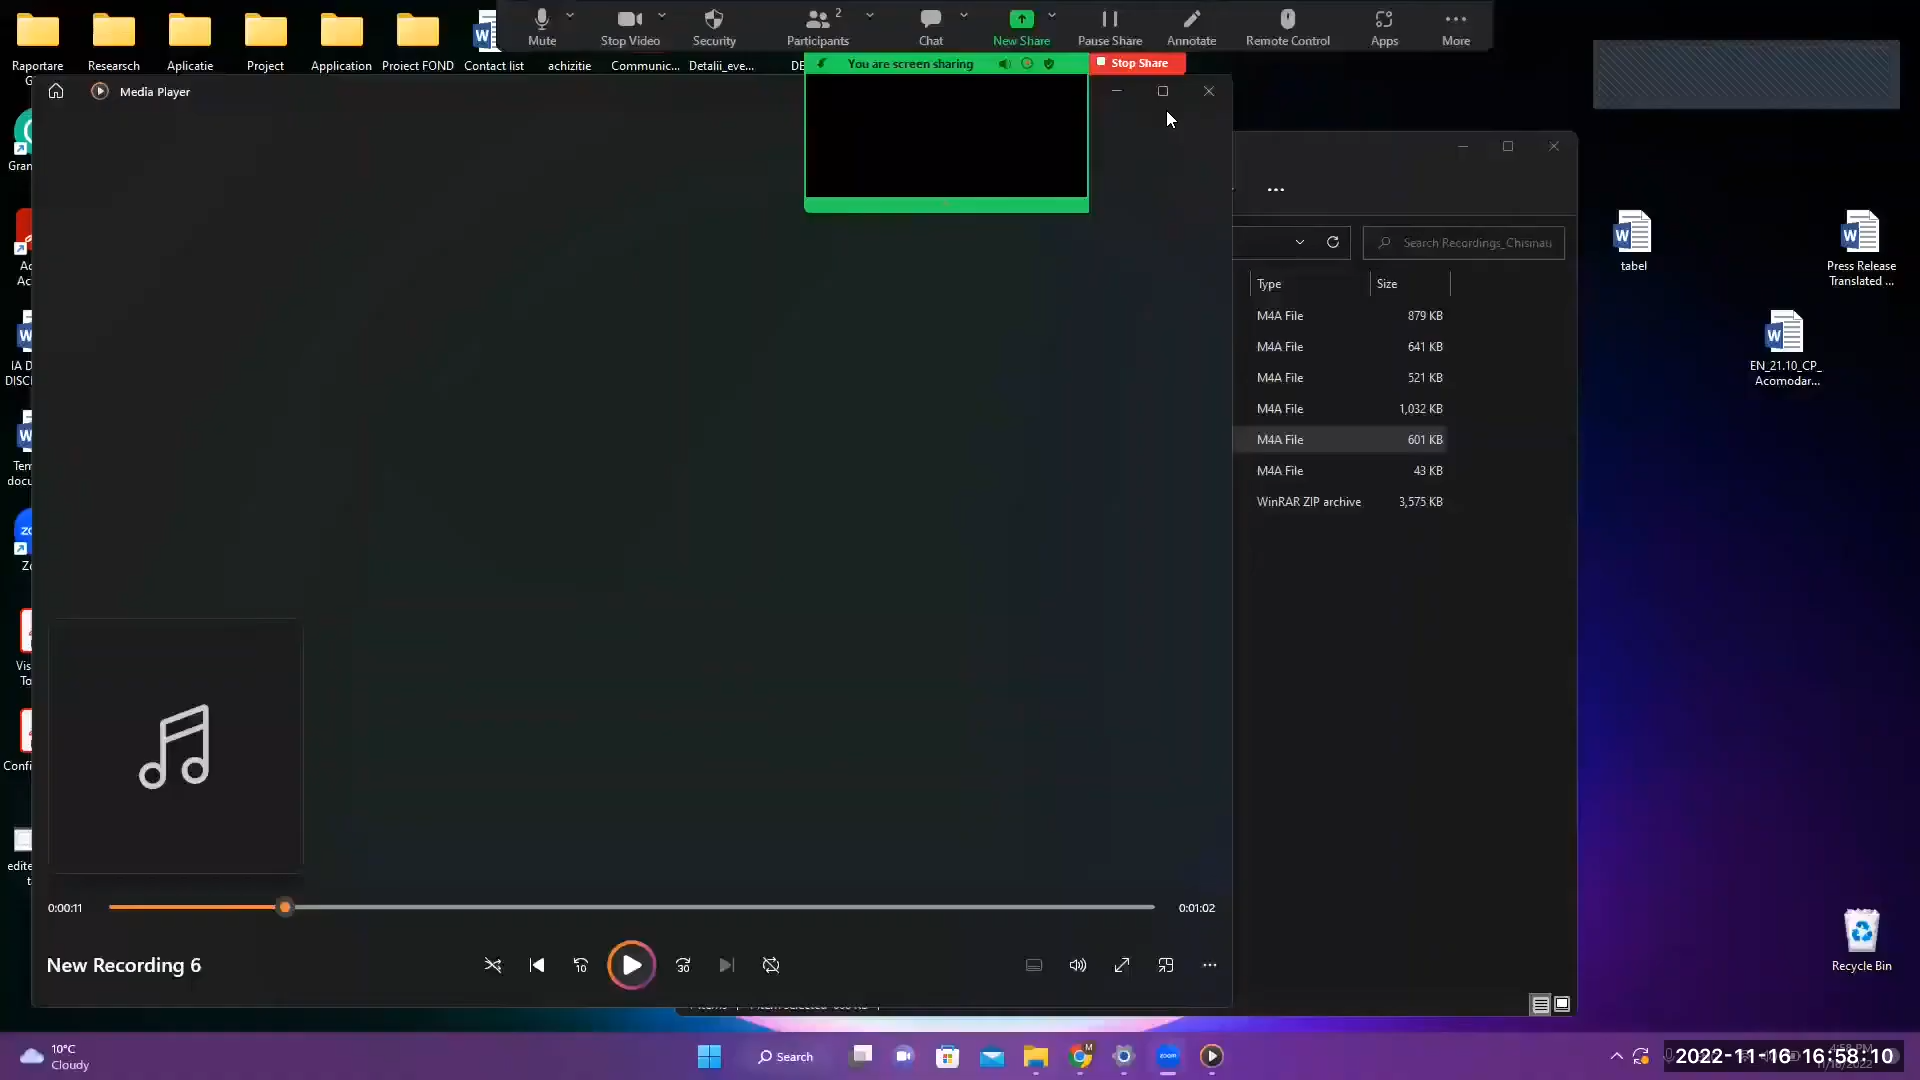 Mute
Stop Video
Security
Participants
2
Chat
New Share
Pause Share
Annotate
Remote Control
Apps
More
You are screen sharing
Stop Share
Raportare
Researsch
Aplicatie
Project
Application
Proiect FOND
Contact list
achizitie
Communic...
Detalii_eve...
Media Player
Search Recordings_Chisinau
Type Size
M4A File 879 KB
M4A File 641 KB
M4A File 521 KB
M4A File 1,032 KB
M4A File 601 KB
M4A File 43 KB
WinRAR ZIP archive 3,575 KB
tabel
Press Release
Translated ...
EN_21.10_CP_
Acomodar...
Recycle Bin
0:00:11
0:01:02
New Recording 6
10
30
10°C
Cloudy
Search
zoom
2022-11-16 16:58:10